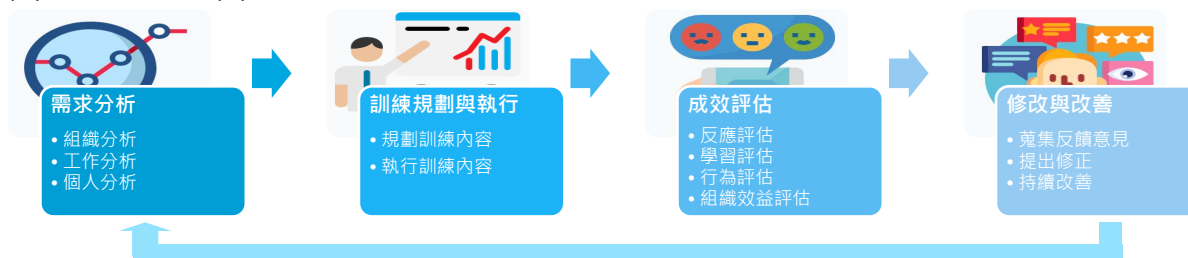 需求分析
• 組織分析
• 工作分析
• 個人分析
訓練規劃與執行
• 規劃訓練內容
• 執行訓練內容
成效評估
• 反應評估
• 學習評估
• 行為評估
• 組織效益評估
修改與改善
• 蒐集反饋意見
• 提出修正
• 持續改善